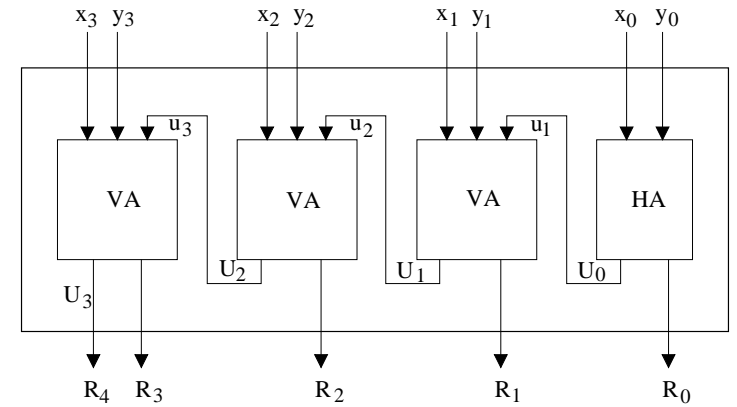 x3 y3 x2 y2 x1 y1 x0 y0
u3 u2 u1
VA VA VA HA
U2 U1 U0
U3
R4 R3 R2 R1 R0